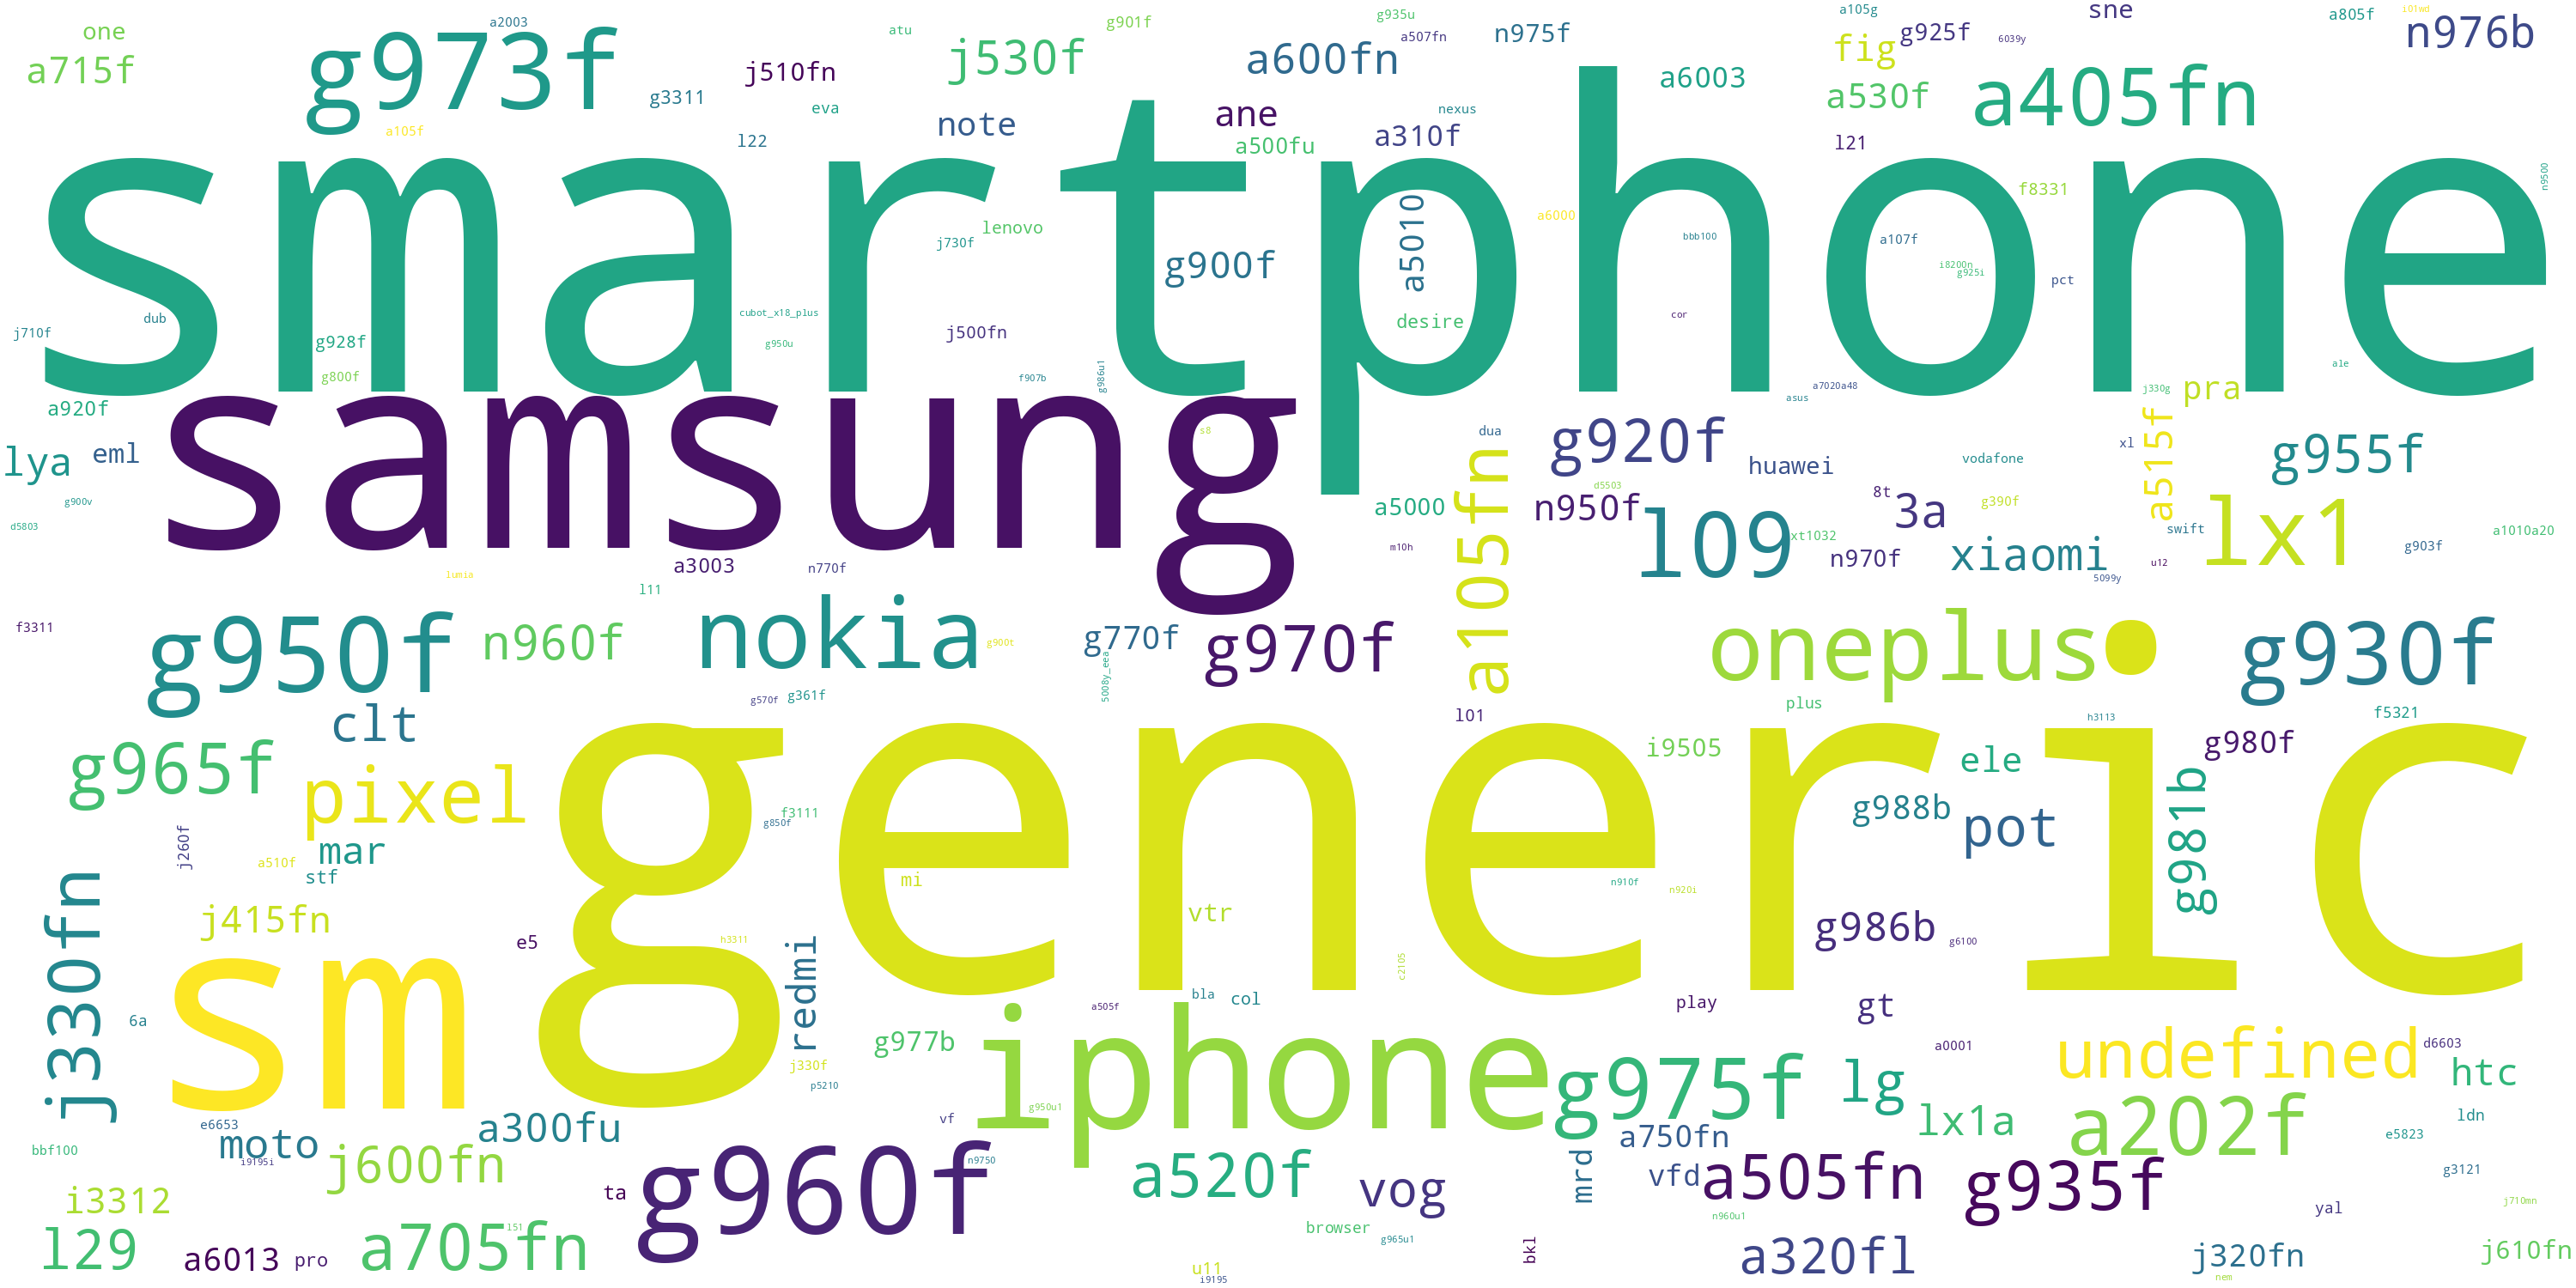 one
a2003
atu
g901f
g935u
a507fn
n975f
a105g
g925f
6039y
sne
a805f
i01wd
n976b
a715f
g973f
g3311
j510fn
j530f
a600fn
a6003
fig
a530f
a405fn
a105f
eva
l22
note
ane
nexus
a310f
a500fu
l21
n9500
smartphone
f8331
lenovo
j730f
g900f
a5010
a6000
bbb100
a107f
i8200n
g925i
pct
j710f
dub
g928f
g800f
cubot_x18_plus
g950u
j500fn
f907b
g986u1
desire
cor
asus
a7020a48
j330g
pra
ale
a920f
samsung
s8
lya
eml
g900v
d5803
dua
g920f
huawei
vodafone
xl
a515f
g955f
a5000
d5503
n950f
8t
3a
g390f
swift
lx1
a1010a20
m10h
a105fn
l09
xt1032
n970f
xiaomi
5099y
u12
g903f
lumia
a3003
n770f
l11
f3311
g950f
n960f
nokia
g900t
g770f
5008y_eea
g970f
oneplus
g930f
clt
g570f
g361f
l01
plus
h3113
f5321
g965f
pixel
generic
i9505
ele
g980f
f3111
g850f
g988b
pot
g981b
j260f
mar
a510f
stf
mi
n910f
n920i
j330fn
j415fn
e5
h3311
redmi
vtr
c2105
g986b
g6100
sm
6a
bla
col
a505f
play
gt
g977b
iphone
g950u1
a0001
undefined
d6603
htc
j330f
p5210
g975f
lg
lx1a
a202f
ldn
e5823
e6653
bbf100
moto
i9195i
a300fu
vf
j600fn
g960f
n9750
a520f
vog
mrd
a750fn
vfd
a505fn
g935f
g3121
i3312
ta
j710mn
yal
l29
a6013
pro
a705fn
151
browser
g965u1
n960u1
bkl
a320fl
j320fn
j610fn
u11
i9195
nem